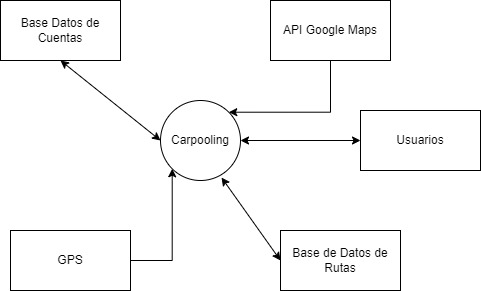 Base Datos de
Cuentas
API Google Maps
Carpooling
Usuarios
GPS
Base de Datos de
Rutas